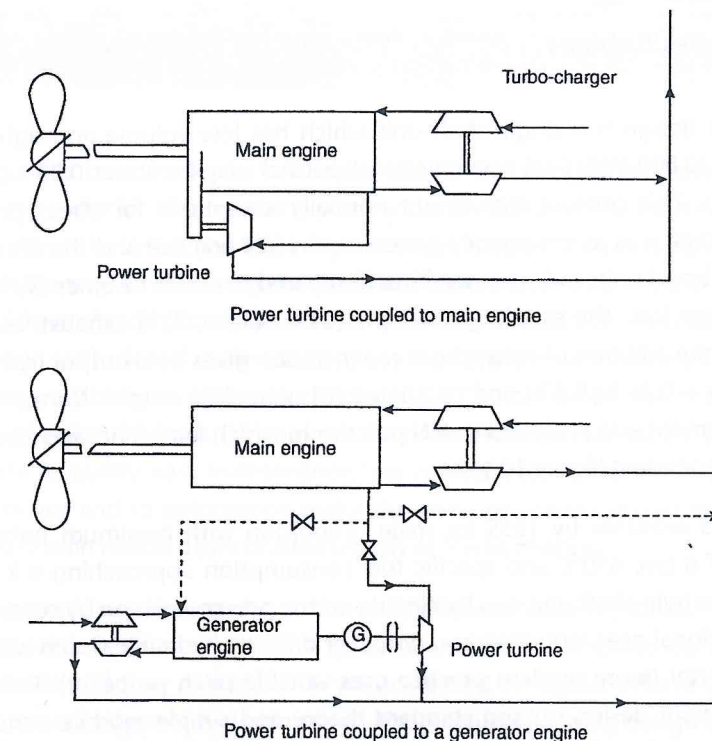 Turbo-charger
Main engine
Power turbine
Power turbine coupled to main engine
Main engine
Generator
engine
G
Power turbine
Power turbine coupled to a generator engine